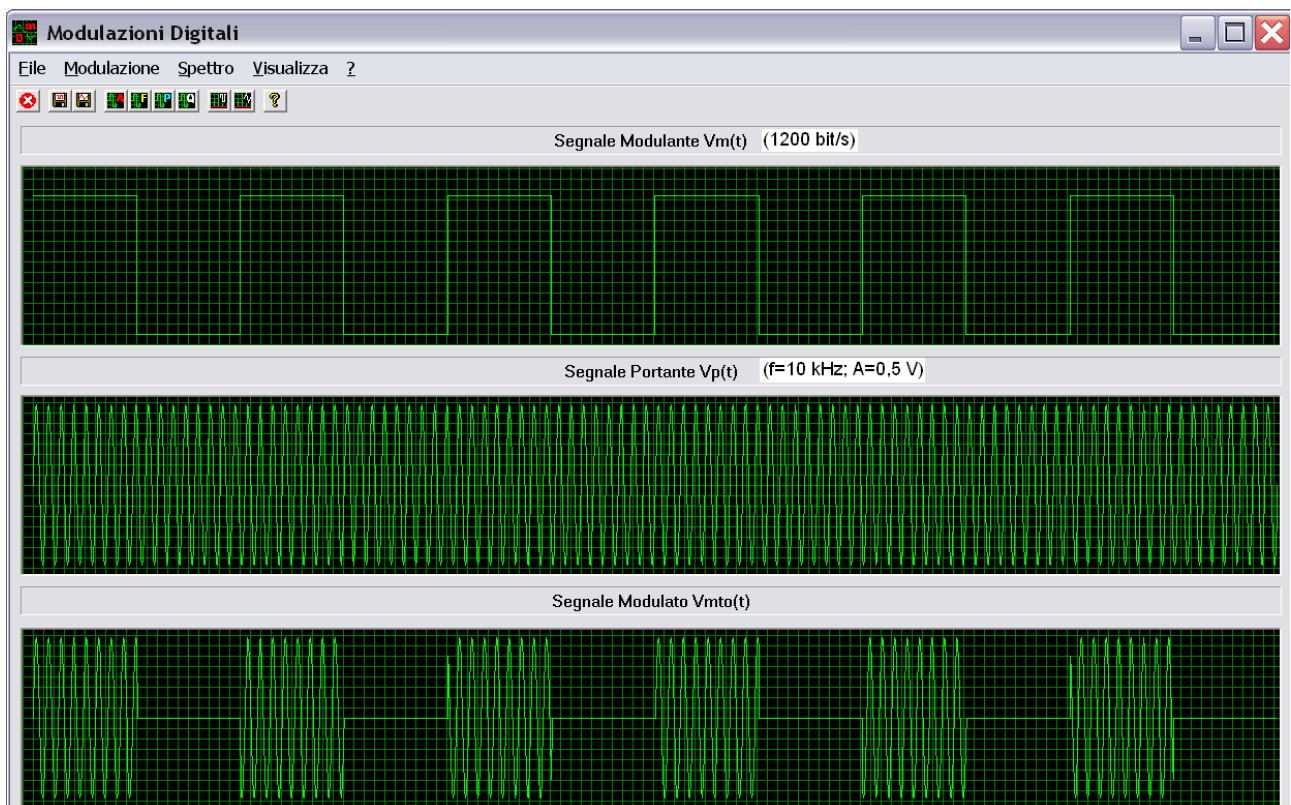 Modulazioni Digitali
File Modulazione Spettro Visualizza ?
Segnale Modulante Vm(t) (1200 bit/s)
Segnale Portante Vp(t) (f=10 kHz; A=0,5 V)
Segnale Modulato Vmto(t)